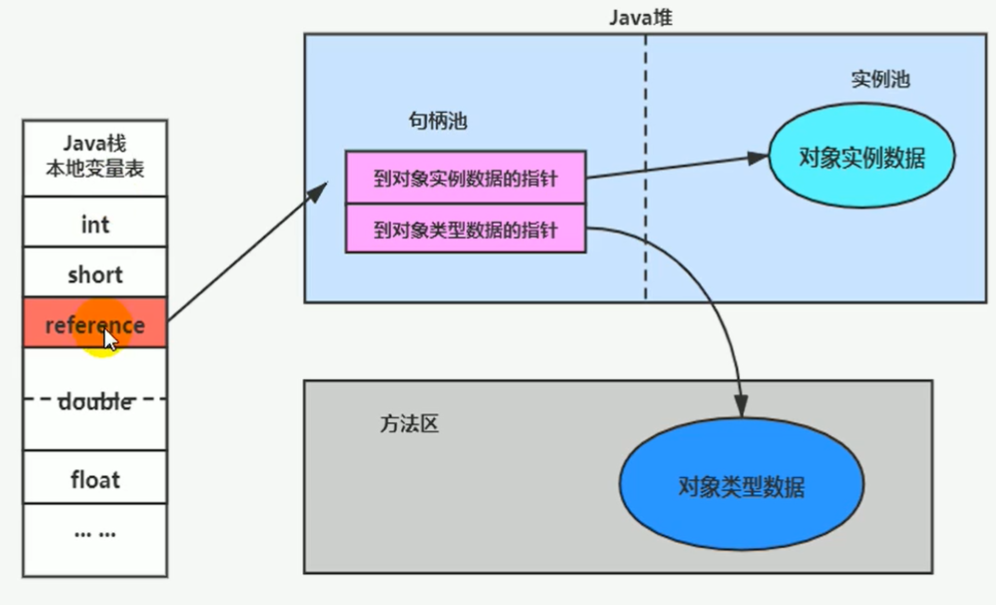 Java堆
实例池
句柄池
对象实例数据
到对象实例数据的指针
到对象类型数据的指针
Java栈
本地变量表
int
short
reference
double
float
... ...
方法区
对象类型数据